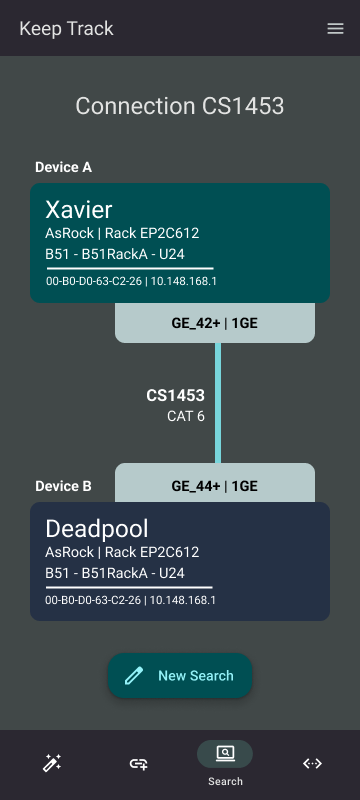 Keep Track
Connection CS1453
Device A
Xavier
AsRock | Rack EP2C612
B51 - B51RackA - U24
00-B0-D0-63-C2-26 | 10.148.168.1
GE_42+ | 1GE
CS1453
CAT 6
Device B
GE_44+ | 1GE
Deadpool
AsRock | Rack EP2C612
B51 - B51RackA - U24
00-B0-D0-63-C2-26 | 10.148.168.1
New Search
Search